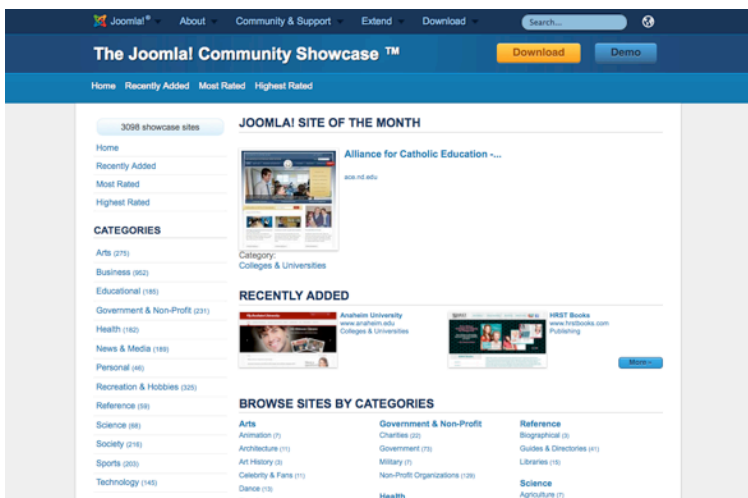 Joomla!® About Community & Support Extend Download Search...
The Joomla! Community Showcase ™ Download Demo
Home Recently Added Most Rated Highest Rated
3098 showcase sites
Home
Recently Added
Most Rated
Highest Rated
CATEGORIES
Arts (275)
Business (952)
Educational (185)
Government & Non-Profit (231)
Health (182)
News & Media (189)
Personal (46)
Recreation & Hobbies (325)
Reference (59)
Science (66)
Society (216)
Sports (203)
Technology (145)
JOOMLA! SITE OF THE MONTH
Alliance for Catholic Education -...
ace.nd.edu
Category:
Colleges & Universities
RECENTLY ADDED
Anaheim University
www.anaheim.edu
Colleges & Universities
HRST Books
www.hrstbooks.com
Publishing
More
BROWSE SITES BY CATEGORIES
Arts
Animation (7)
Architecture (11)
Art History (3)
Celebrity & Fans (11)
Dance (13)
Government & Non-Profit
Charities (22)
Government (73)
Military (7)
Non-Profit Organizations (129)
Health
Reference
Biographical (3)
Guides & Directories (41)
Libraries (15)
Science
Agriculture (7)